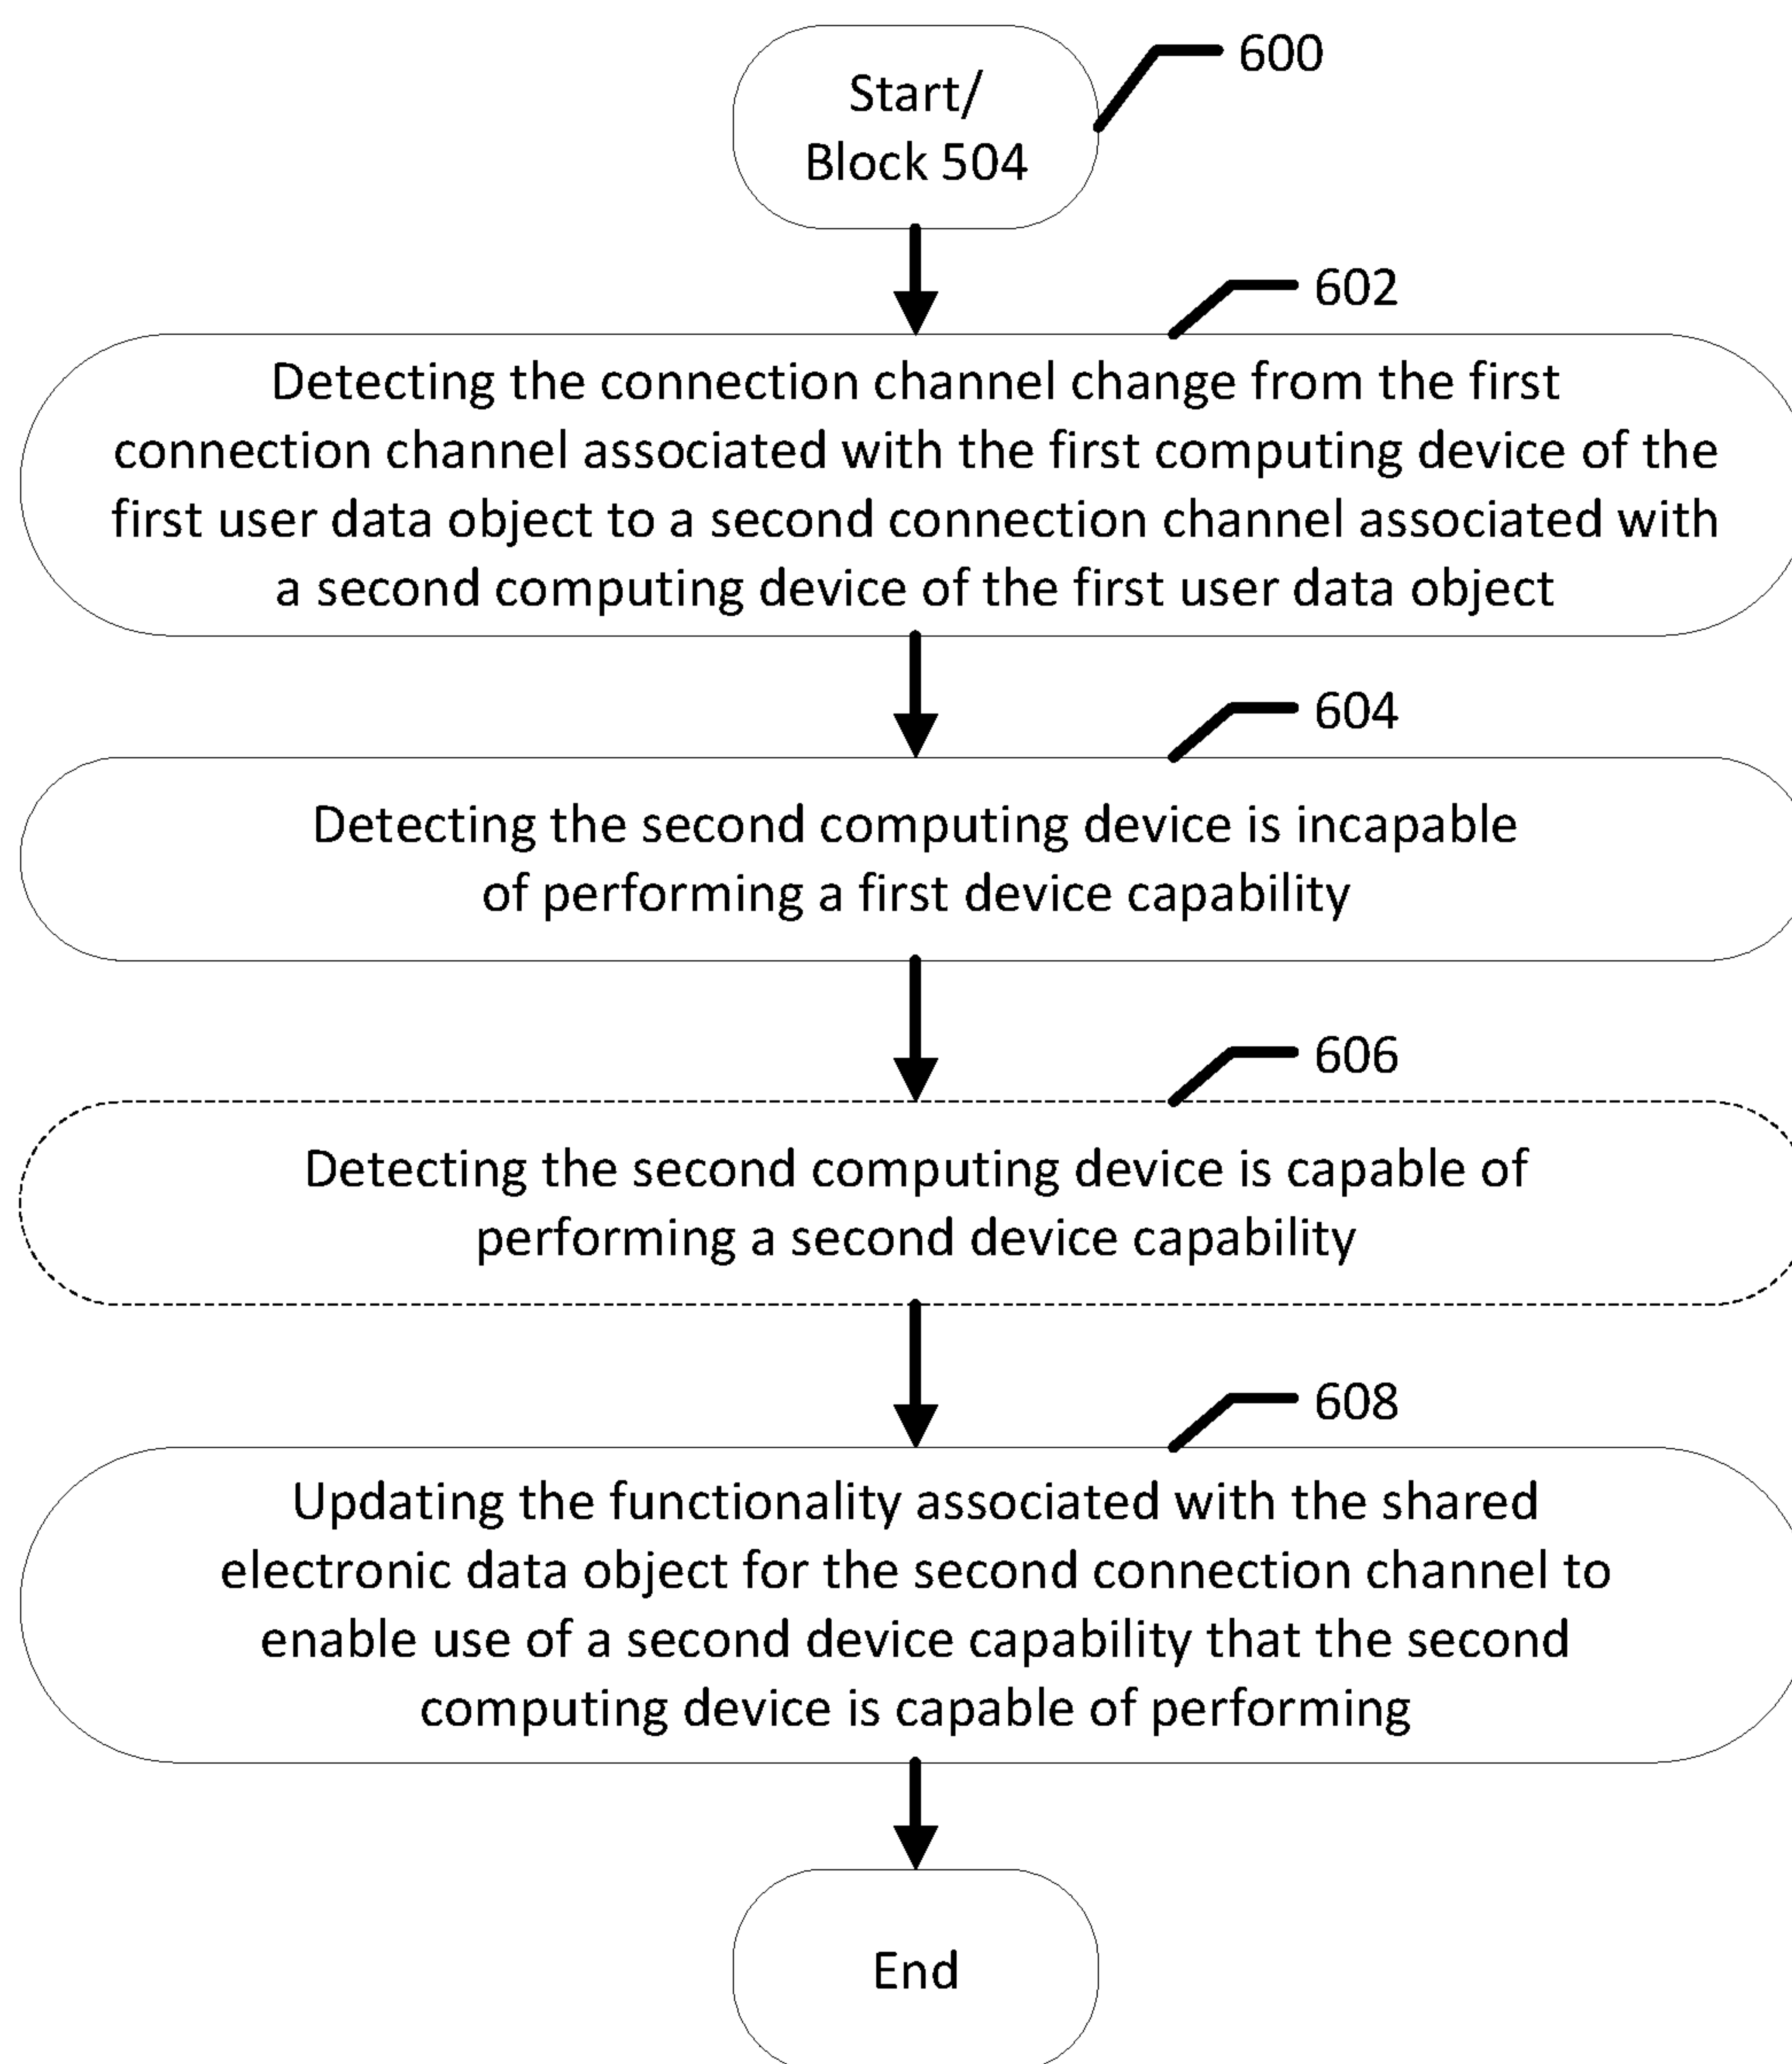 600
Start/
Block 504
602
Detecting the connection channel change from the first
connection channel associated with the first computing device of the
first user data object to a second connection channel associated with
a second computing device of the first user data object
604
Detecting the second computing device is incapable
of performing a first device capability
606
Detecting the second computing device is capable of
performing a second device capability
608
Updating the functionality associated with the shared
electronic data object for the second connection channel to
enable use of a second device capability that the second
computing device is capable of performing
End